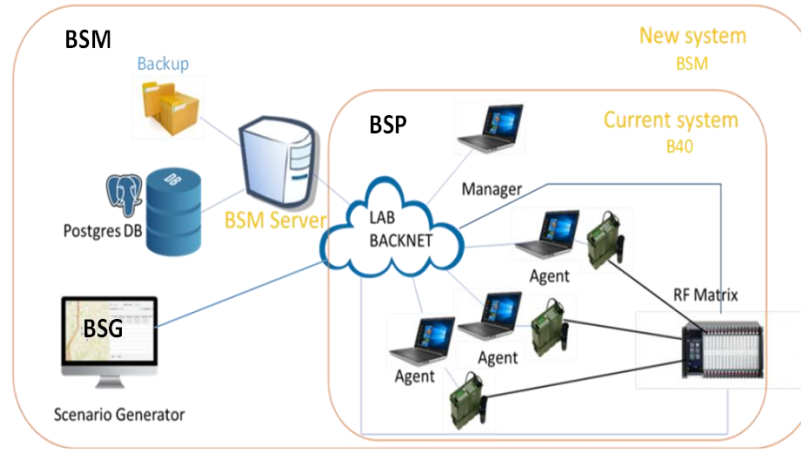 BSM
New system
BSM
Backup
BSP
Current system
B40
Manager
DB
LAB
BACKNET
BSM Server
Postgres DB
Agent
RF Matrix
BSG
Agent
Agent
Scenario Generator